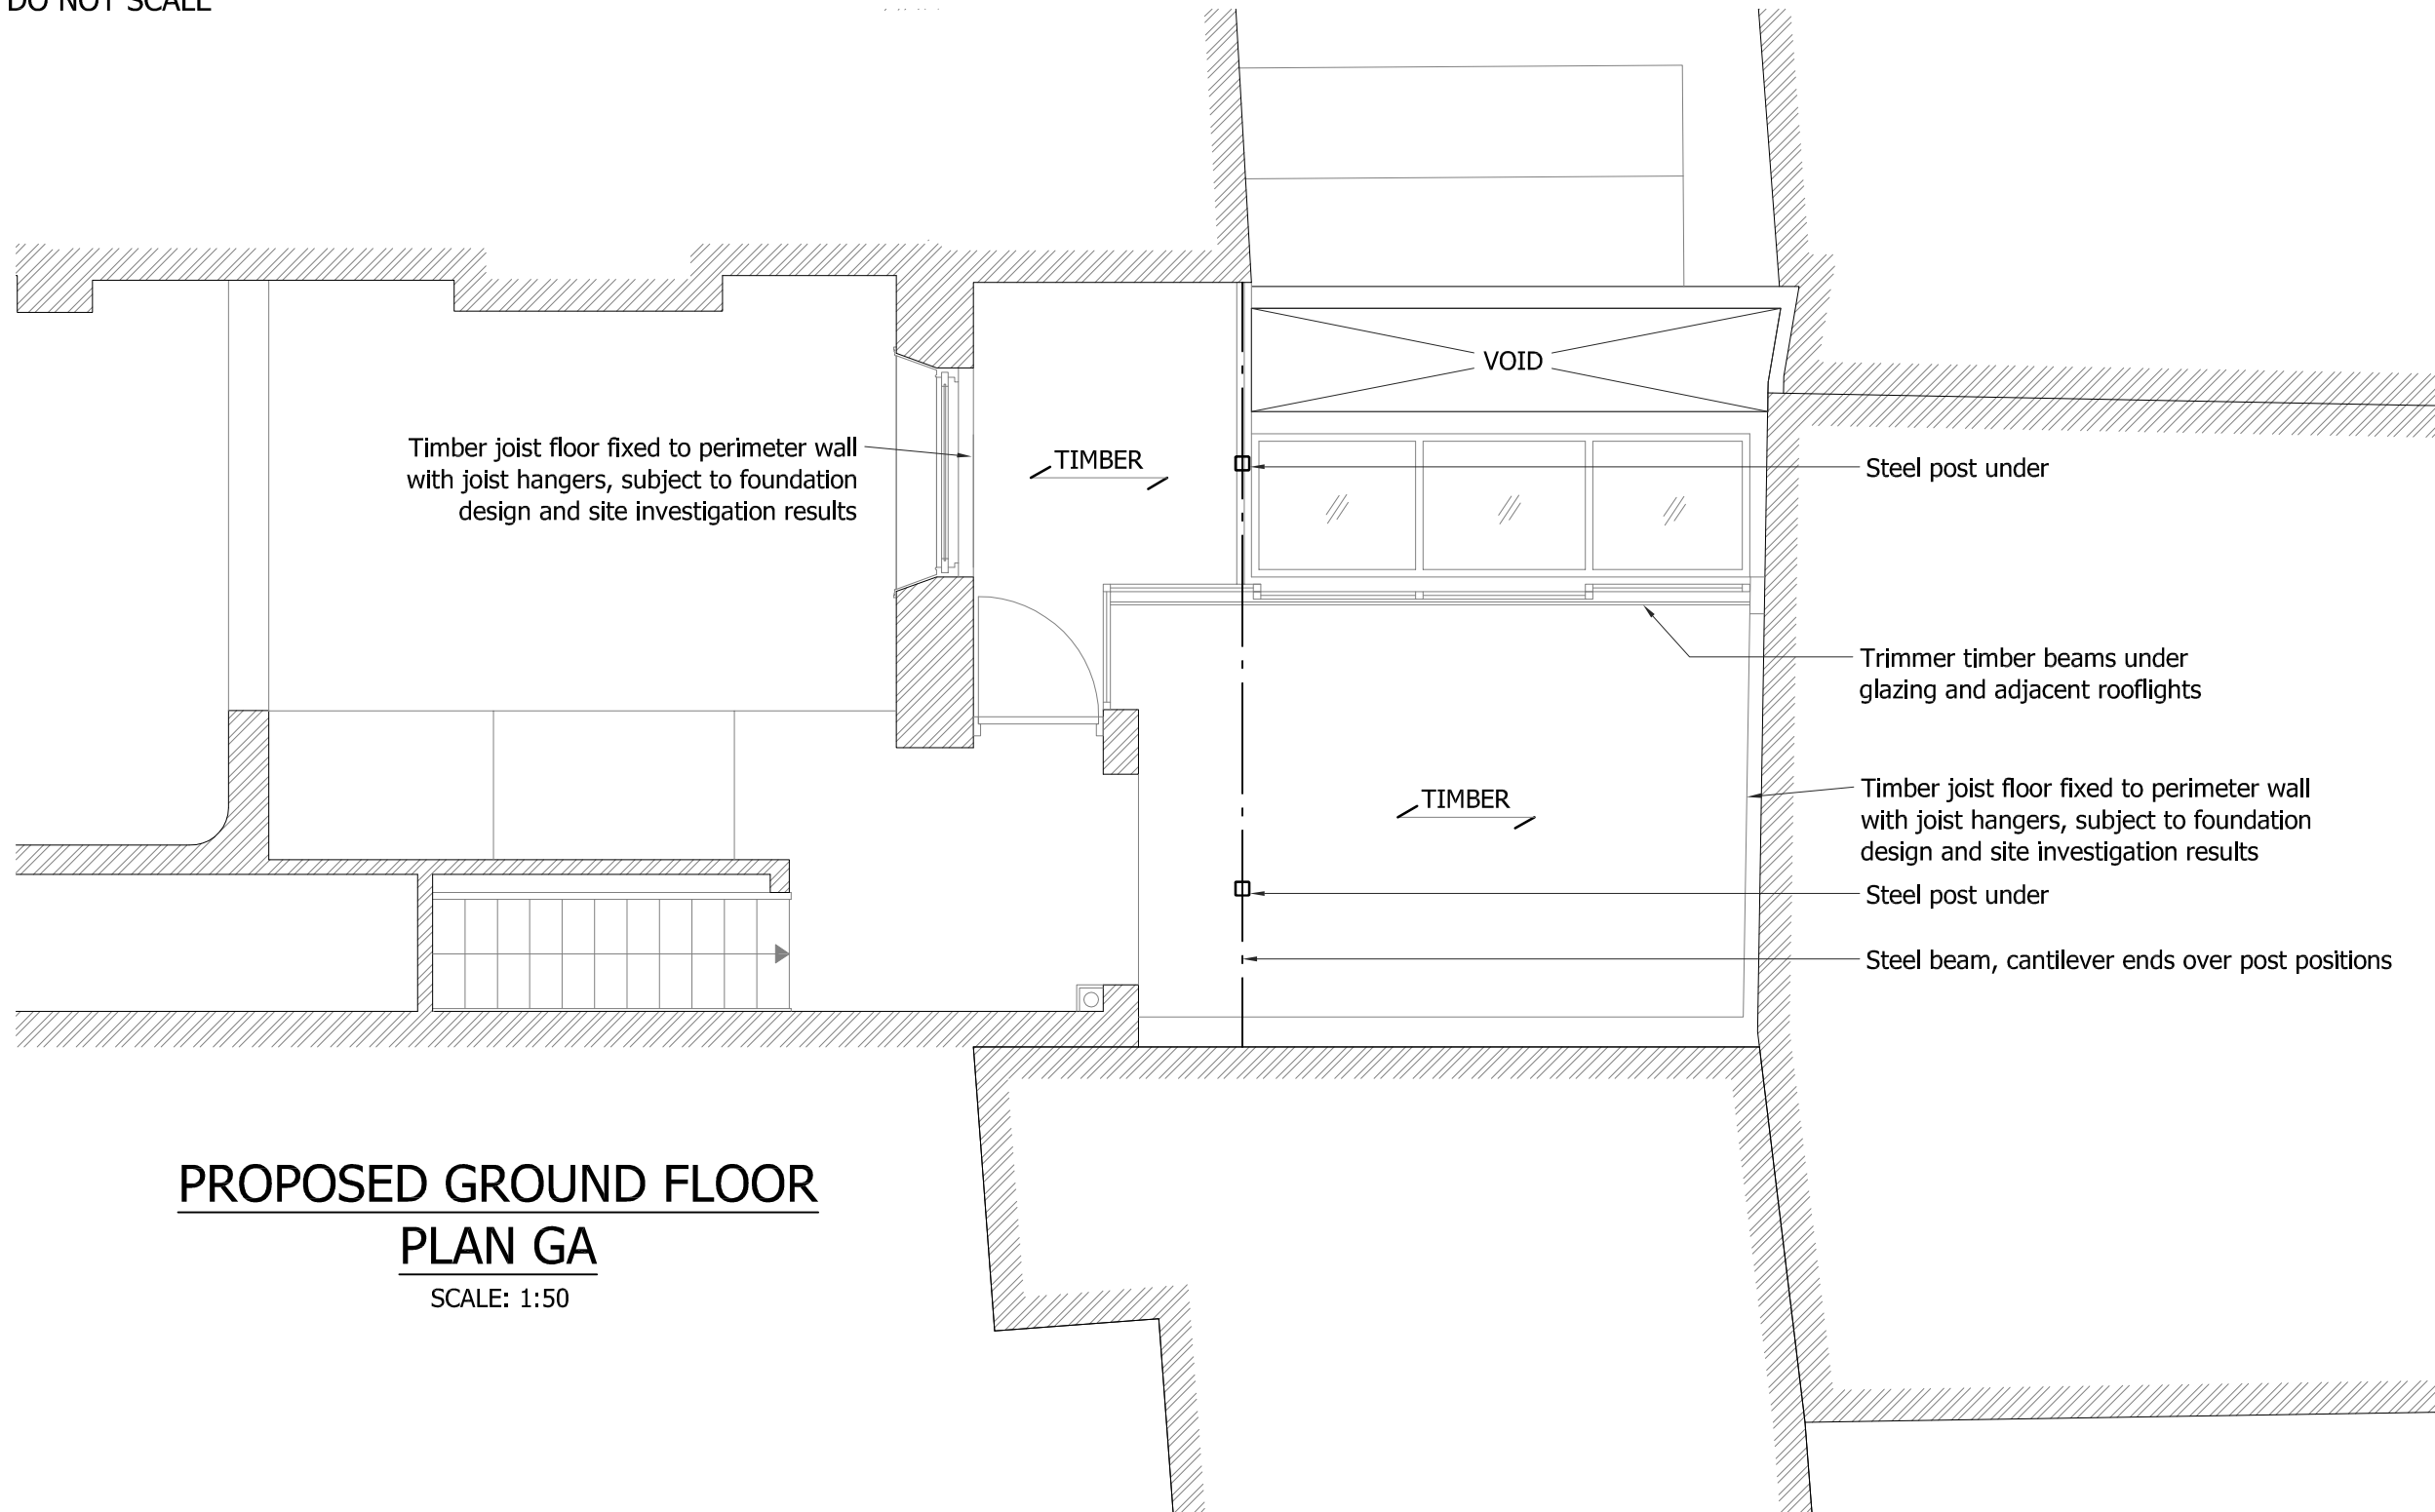 DO NOT SCALE
VOID
Timber joist floor fixed to perimeter wall
with joist hangers, subject to foundation
design and site investigation results
TIMBER
Steel post under
Trimmer timber beams under
glazing and adjacent rooflights
TIMBER
Timber joist floor fixed to perimeter wall
with joist hangers, subject to foundation
design and site investigation results
Steel post under
Steel beam, cantilever ends over post positions
PROPOSED GROUND FLOOR
PLAN GA
SCALE: 1:50